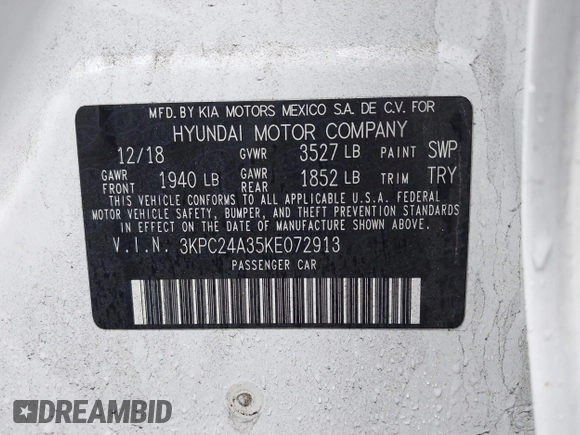 MFD. BY KIA MOTORS MEXICO S.A. DE C.V. FOR
HYUNDAI MOTOR COMPANY
12/18 GVWR 3527 LB PAINT SWP
GAWR FRONT 1940 LB GAWR REAR 1852 LB TRIM TRY
THIS VEHICLE CONFORMS TO ALL APPLICABLE U.S.A. FEDERAL
MOTOR VEHICLE SAFETY, BUMPER, AND THEFT PREVENTION STANDARDS
IN EFFECT ON THE DATE OF MANUFACTURE SHOWN ABOVE.
V.I.N. 3KPC24A35KE072913
PASSENGER CAR
DREAMBID